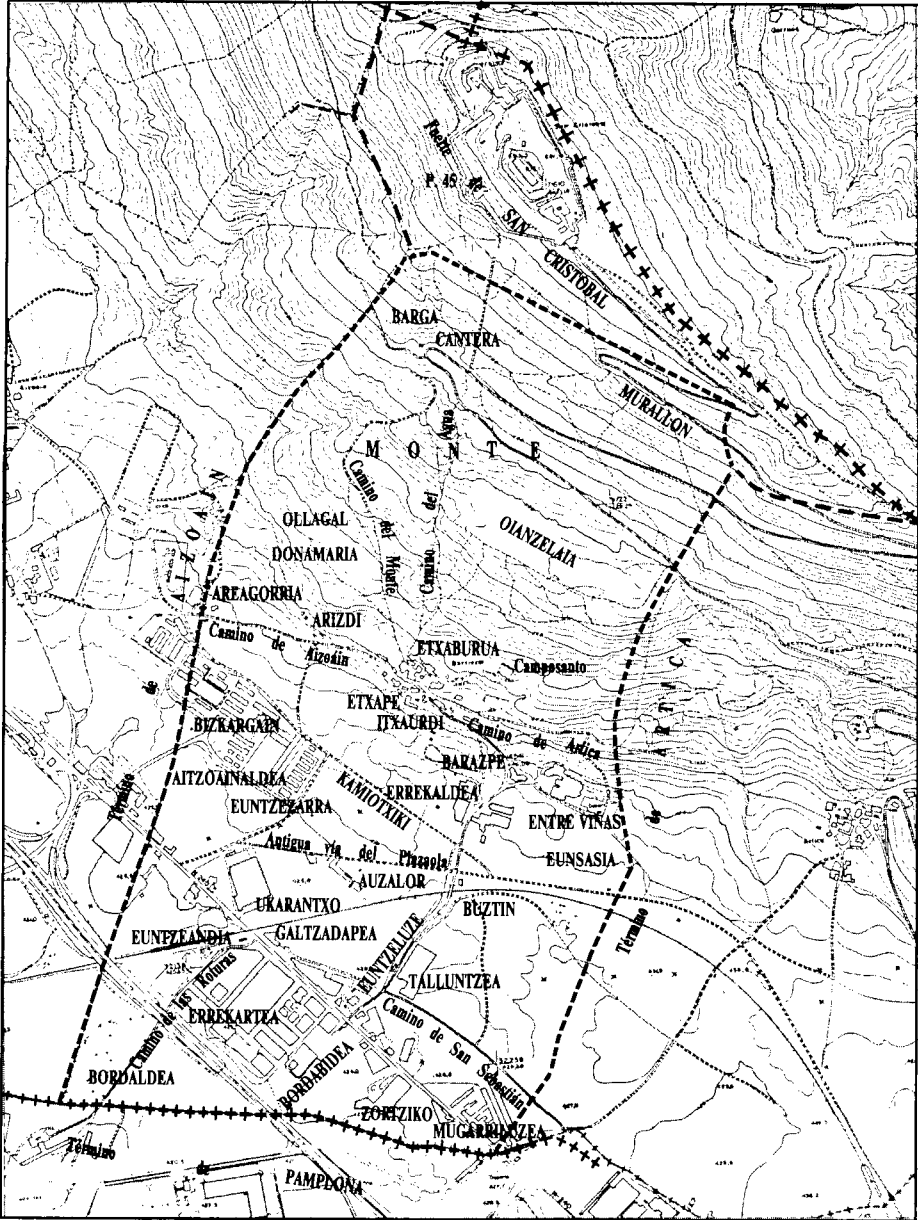 Fuerte
P. 45 de
SAN
CRISTOBAL
BARGA
CANTERA
MURALLON
Agua
M O N T E
Camino del Monte
Camino del
OLLAGAL
OIANZELAIA
DONAMARIA
AIZOAIN
AREAGORRIA
ARIZDI
Camino de Aizoain
ETXABURUA
Camposanto
ARTICA
de
ETXAPE
ITXAURDI
BIZKARGAIN
Camino de Artica
BARAZPE
AITZOAINALDEA
KAMIOTXIKI
ERREKALDEA
EUNTZEZARRA
Término
ENTRE VIÑAS
de
Antigua vía del Plazaola
EUNSASIA
AUZALOR
UKARANTXO
BUZTIN
EUNTZEANDIA
GALTZADAPEA
Término
EUNTZELUZE
TALLUNTZEA
Camino de las Roturas
ERREKARTEA
Camino de San Sebastián
BORDALDEA
BORDABIDEA
ZORTZIKO
MUGARRILUZEA
Término
de
PAMPLONA